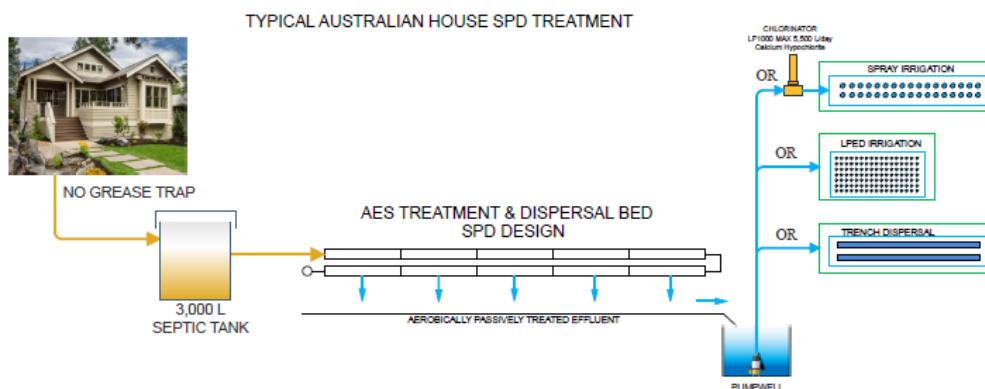 TYPICAL AUSTRALIAN HOUSE SPD TREATMENT
CHLORINATOR
LF1000 MAX 5,500 L/day
Calcium Hypochlorite
OR
SPRAY IRRIGATION
OR
LPED IRRIGATION
NO GREASE TRAP
AES TREATMENT & DISPERSAL BED
SPD DESIGN
OR
TRENCH DISPERSAL
3,000 L
SEPTIC TANK
AEROBICALLY PASSIVELY TREATED EFFLUENT
PUMPWELL